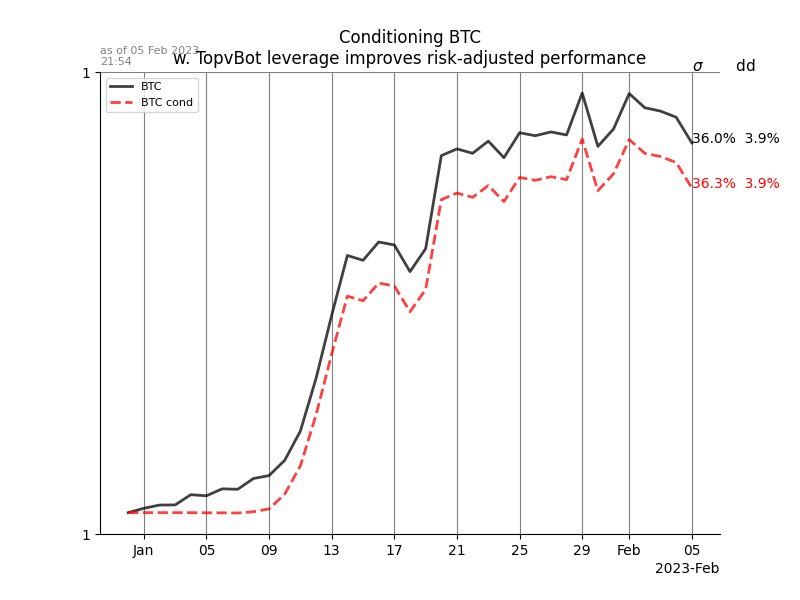 Conditioning BTC
w. TopvBot leverage improves risk-adjusted performance
as of 05 Feb 2023
21:54
σ dd
1
BTC
BTC cond
36.0% 3.9%
36.3% 3.9%
1
Jan 05 09 13 17 21 25 29 Feb 05
2023-Feb